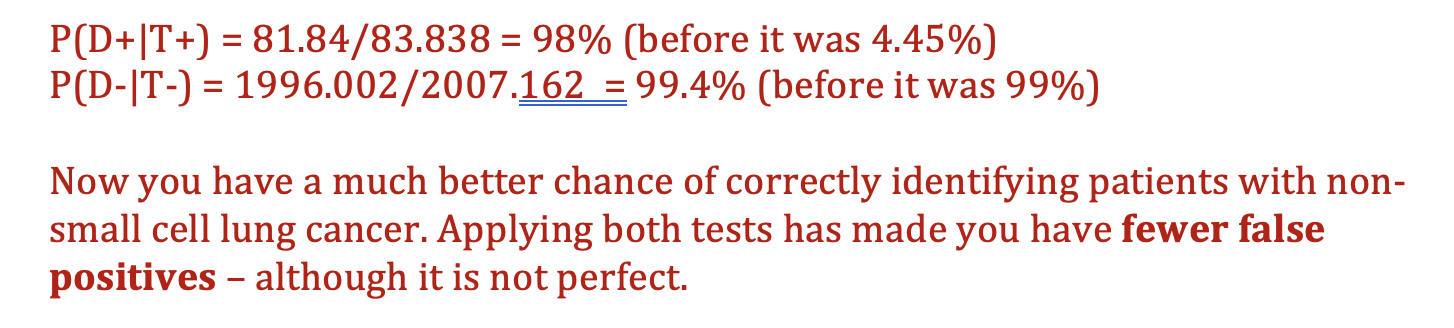 P(D+|T+) = 81.84/83.838 = 98% (before it was 4.45%)
P(D-|T-) = 1996.002/2007.162  = 99.4% (before it was 99%)
Now you have a much better chance of correctly identifying patients with non-
small cell lung cancer. Applying both tests has made you have fewer false
positives – although it is not perfect.